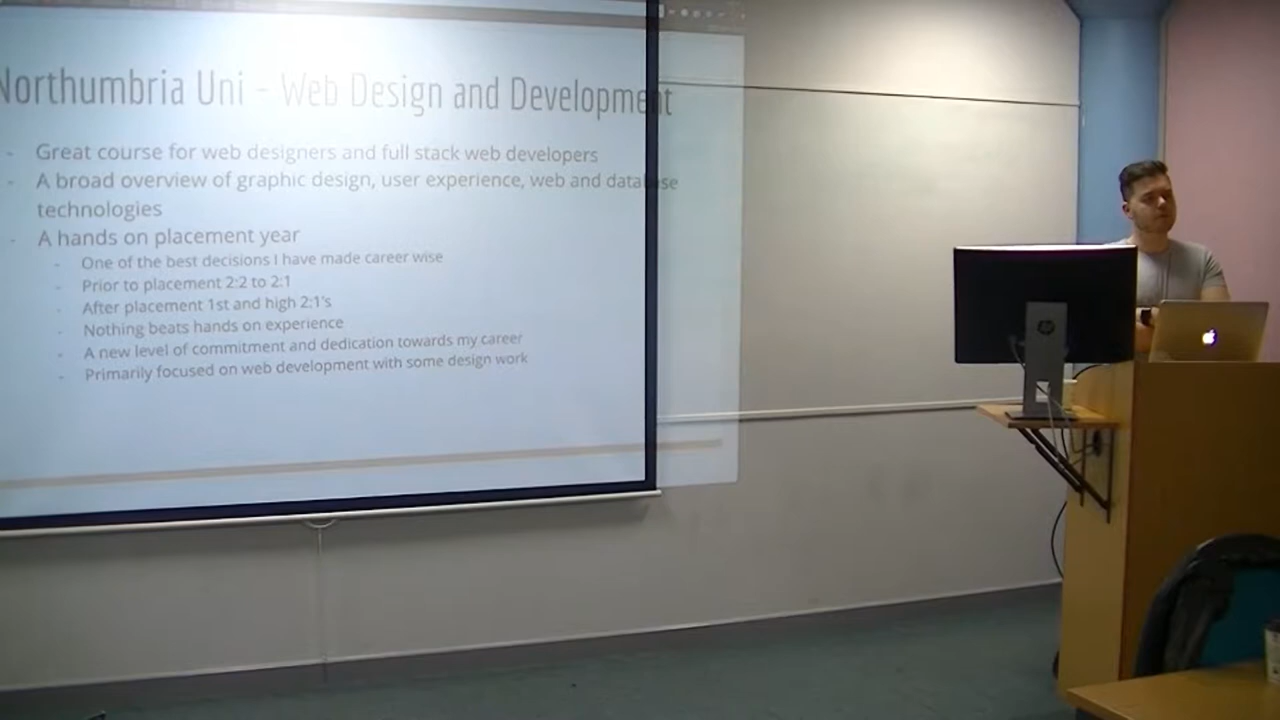 Northumbria Uni - Web Design and Development
- Great course for web designers and full stack web developers
- A broad overview of graphic design, user experience, web and database
technologies
- A hands on placement year
- One of the best decisions I have made career wise
- Prior to placement 2:2 to 2:1
- After placement 1st and high 2:1's
- Nothing beats hands on experience
- A new level of commitment and dedication towards my career
- Primarily focused on web development with some design work
hp